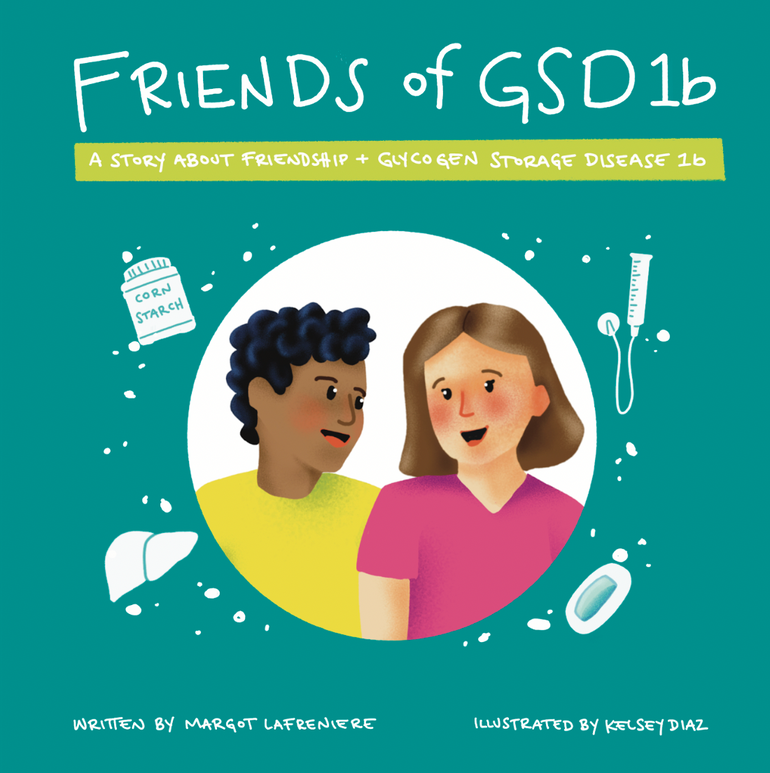 FRIENDS of GSD 1b
A STORY ABOUT FRIENDSHIP + GLYCOGEN STORAGE DISEASE 1b
CORN
STARCH
WRITTEN BY MARGOT LAFRENIERE
ILLUSTRATED BY KELSEY DIAZ